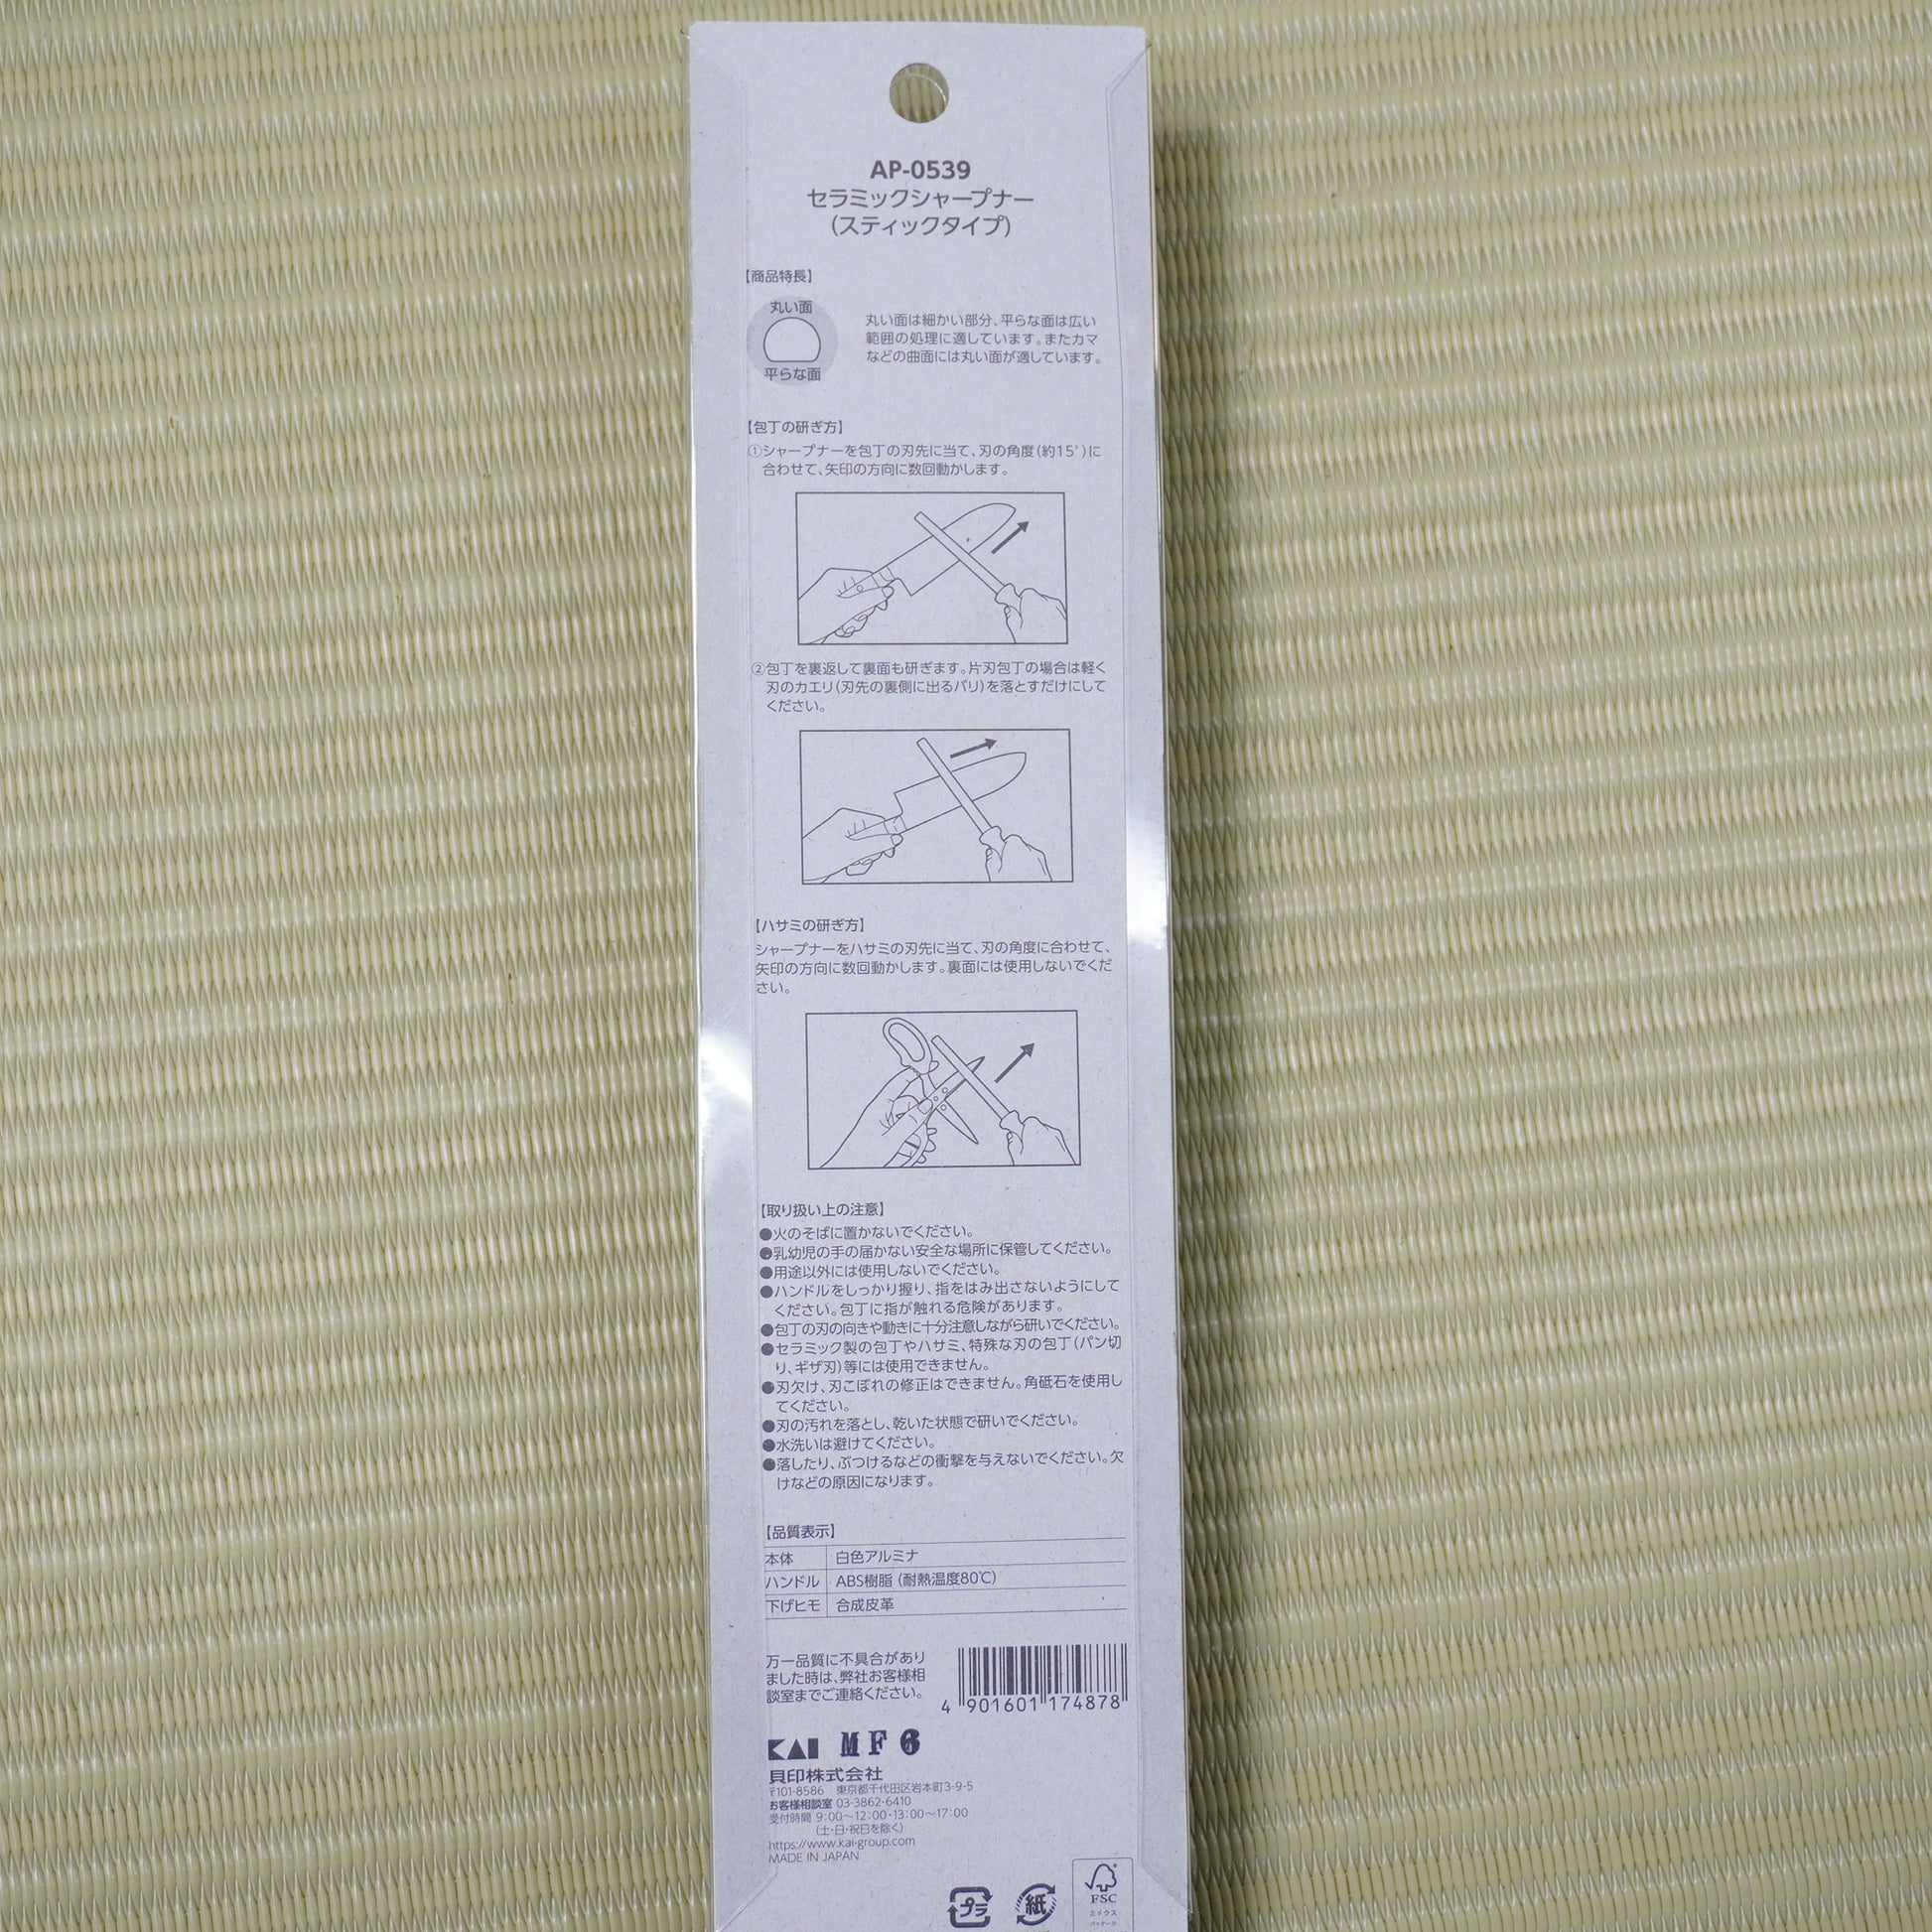 AP-0539
セラミックシャープナー
(スティックタイプ)
【商品特長】
丸い面
平らな面
丸い面は細かい部分、平らな面は広い
範囲の処理に適しています。またカマ
などの曲面には丸い面が適しています。
【包丁の研ぎ方】
①シャープナーを包丁の刃先に当て、刃の角度(約15°)に
合わせて、矢印の方向に数回動かします。
②包丁を裏返して裏面も研ぎます。片刃包丁の場合は軽く
刃のカエリ(刃先の裏側に出るバリ)を落とすだけにして
ください。
【ハサミの研ぎ方】
シャープナーをハサミの刃先に当て、刃の角度に合わせて、
矢印の方向に数回動かします。裏面には使用しないでくだ
さい。
【取り扱い上の注意】
●火のそばに置かないでください。
●乳幼児の手の届かない安全な場所に保管してください。
●用途以外には使用しないでください。
●ハンドルをしっかり握り、指をはみ出さないようにして
ください。包丁に指が触れる危険があります。
●包丁の刃の向きや動きに十分注意しながら研いでください。
●セラミック製の包丁やハサミ、特殊な刃の包丁(パン切
り、ギザ刃)等には使用できません。
●刃欠け、刃こぼれの修正はできません。角砥石を使用し
てください。
●刃の汚れを落とし、乾いた状態で研いでください。
●水洗いは避けてください。
●落したり、ぶつけるなどの衝撃を与えないでください。欠
けなどの原因になります。
【品質表示】
本体 白色アルミナ
ハンドル ABS樹脂 (耐熱温度80℃)
下げヒモ 合成皮革
万一品質に不具合があり
ました時は、弊社お客様相
談室までご連絡ください。
4 901601 174878
KAI MF6
貝印株式会社
〒101-8586 東京都千代田区岩本町3-9-5
お客様相談室 03-3862-6410
受付時間 9:00〜12:00・13:00〜17:00
(土・日・祝日を除く)
https://www.kai-group.com
MADE IN JAPAN
プラ
紙
FSC
ミックス
パッケージ